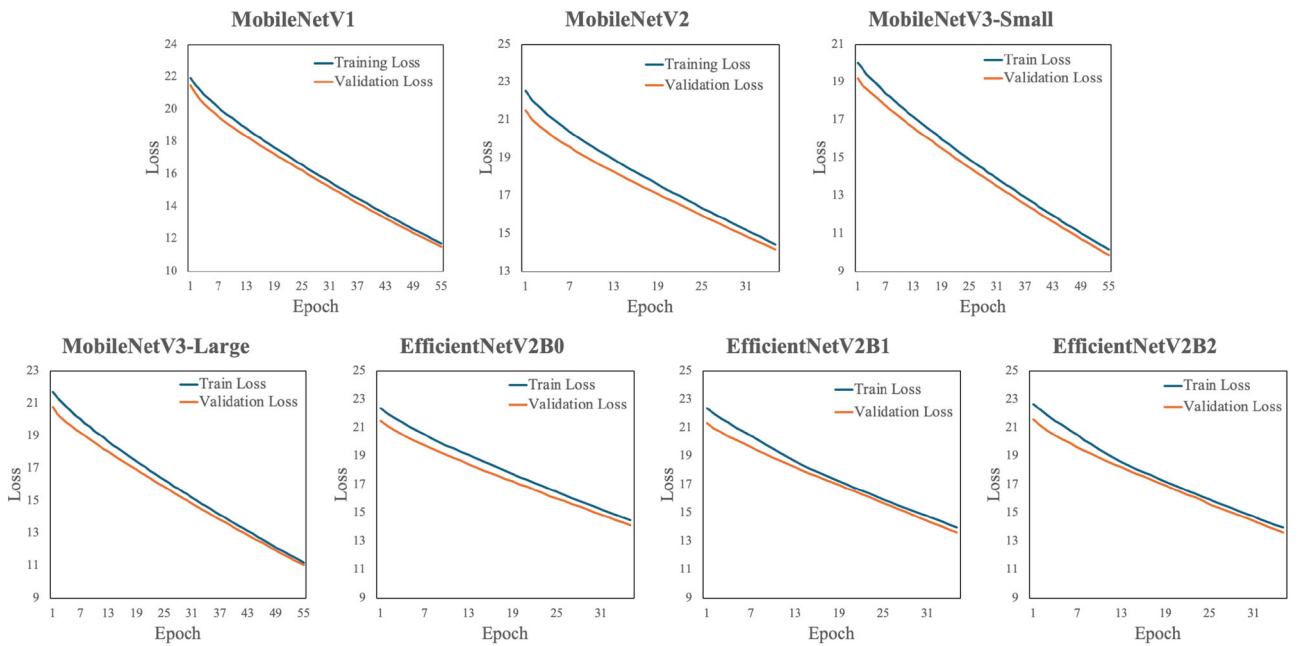 MobileNetV1
24
22
20
18
16
14
12
10
Loss
Training Loss
Validation Loss
1 7 13 19 25 31 37 43 49 55
Epoch
MobileNetV2
25
23
21
19
17
15
13
Loss
Training Loss
Validation Loss
1 7 13 19 25 31
Epoch
MobileNetV3-Small
21
19
17
15
13
11
9
Loss
Train Loss
Validation Loss
1 7 13 19 25 31 37 43 49 55
Epoch
MobileNetV3-Large
23
21
19
17
15
13
11
9
Loss
Train Loss
Validation Loss
1 7 13 19 25 31 37 43 49 55
Epoch
EfficientNetV2B0
25
23
21
19
17
15
13
11
9
Loss
Train Loss
Validation Loss
1 7 13 19 25 31
Epoch
EfficientNetV2B1
25
23
21
19
17
15
13
11
9
Loss
Train Loss
Validation Loss
1 7 13 19 25 31
Epoch
EfficientNetV2B2
25
23
21
19
17
15
13
11
9
Loss
Train Loss
Validation Loss
1 7 13 19 25 31
Epoch